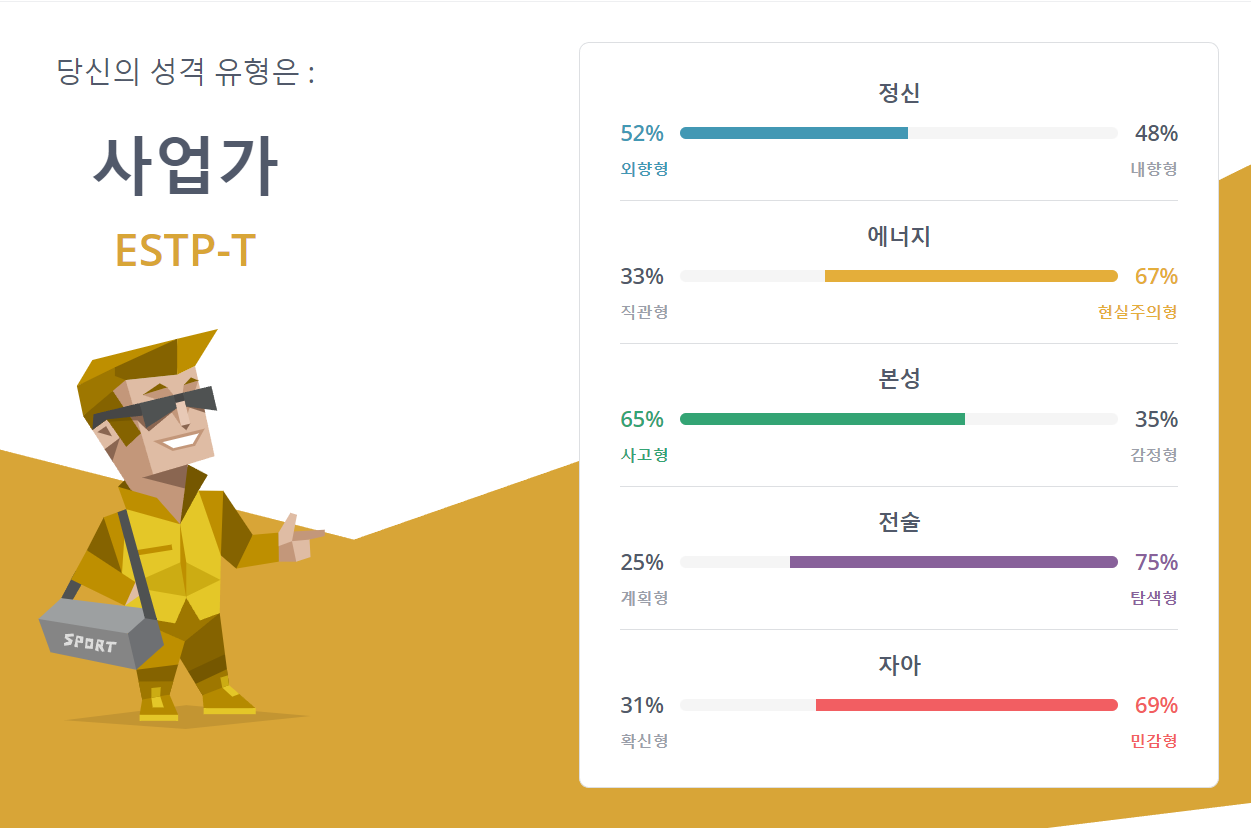 당신의 성격 유형은 :
사업가
ESTP-T
SPORT
정신
52% 48%
외향형 내향형
에너지
33% 67%
직관형 현실주의형
본성
65% 35%
사고형 감정형
전술
25% 75%
계획형 탐색형
자아
31% 69%
확신형 민감형